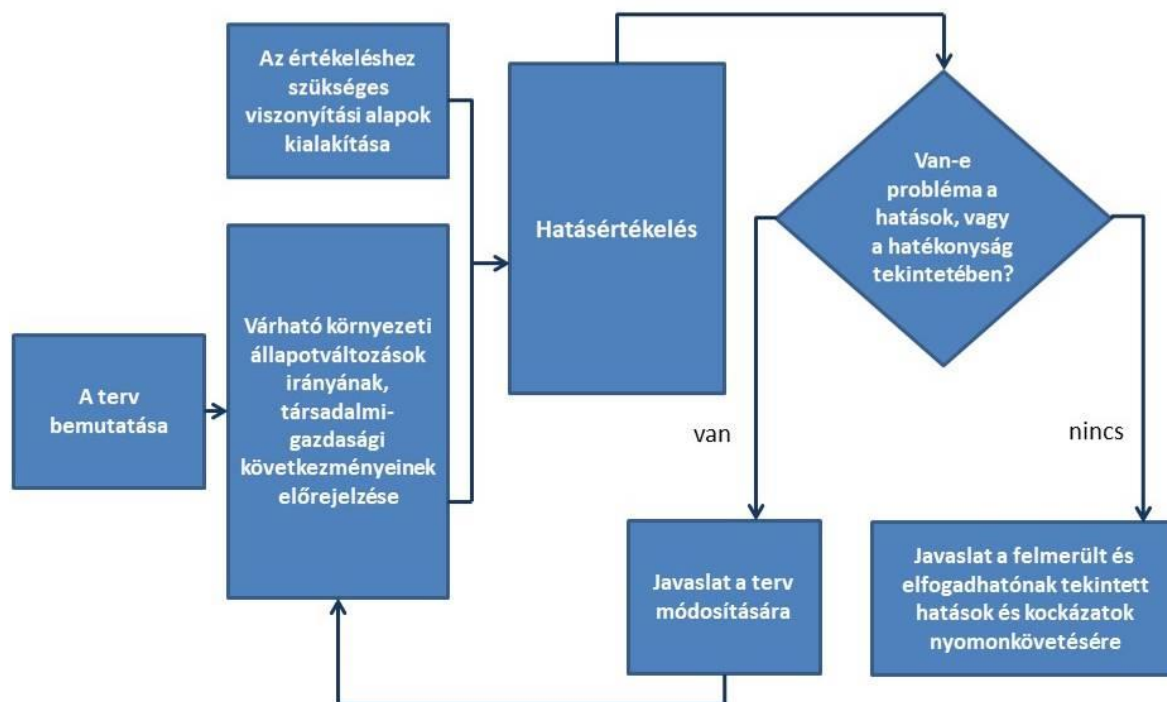 Az értékeléshez
szükséges
viszonyítási alapok
kialakítása
Hatásértékelés
Van-e
probléma a
hatások, vagy
a hatékonyság
tekintetében?
A terv
bemutatása
Várható környezeti
állapotváltozások
irányának,
társadalmi-
gazdasági
következményeinek
előrejelzése
van
nincs
Javaslat a terv
módosítására
Javaslat a felmerült és
elfogadhatónak tekintett
hatások és kockázatok
nyomonkövetésére